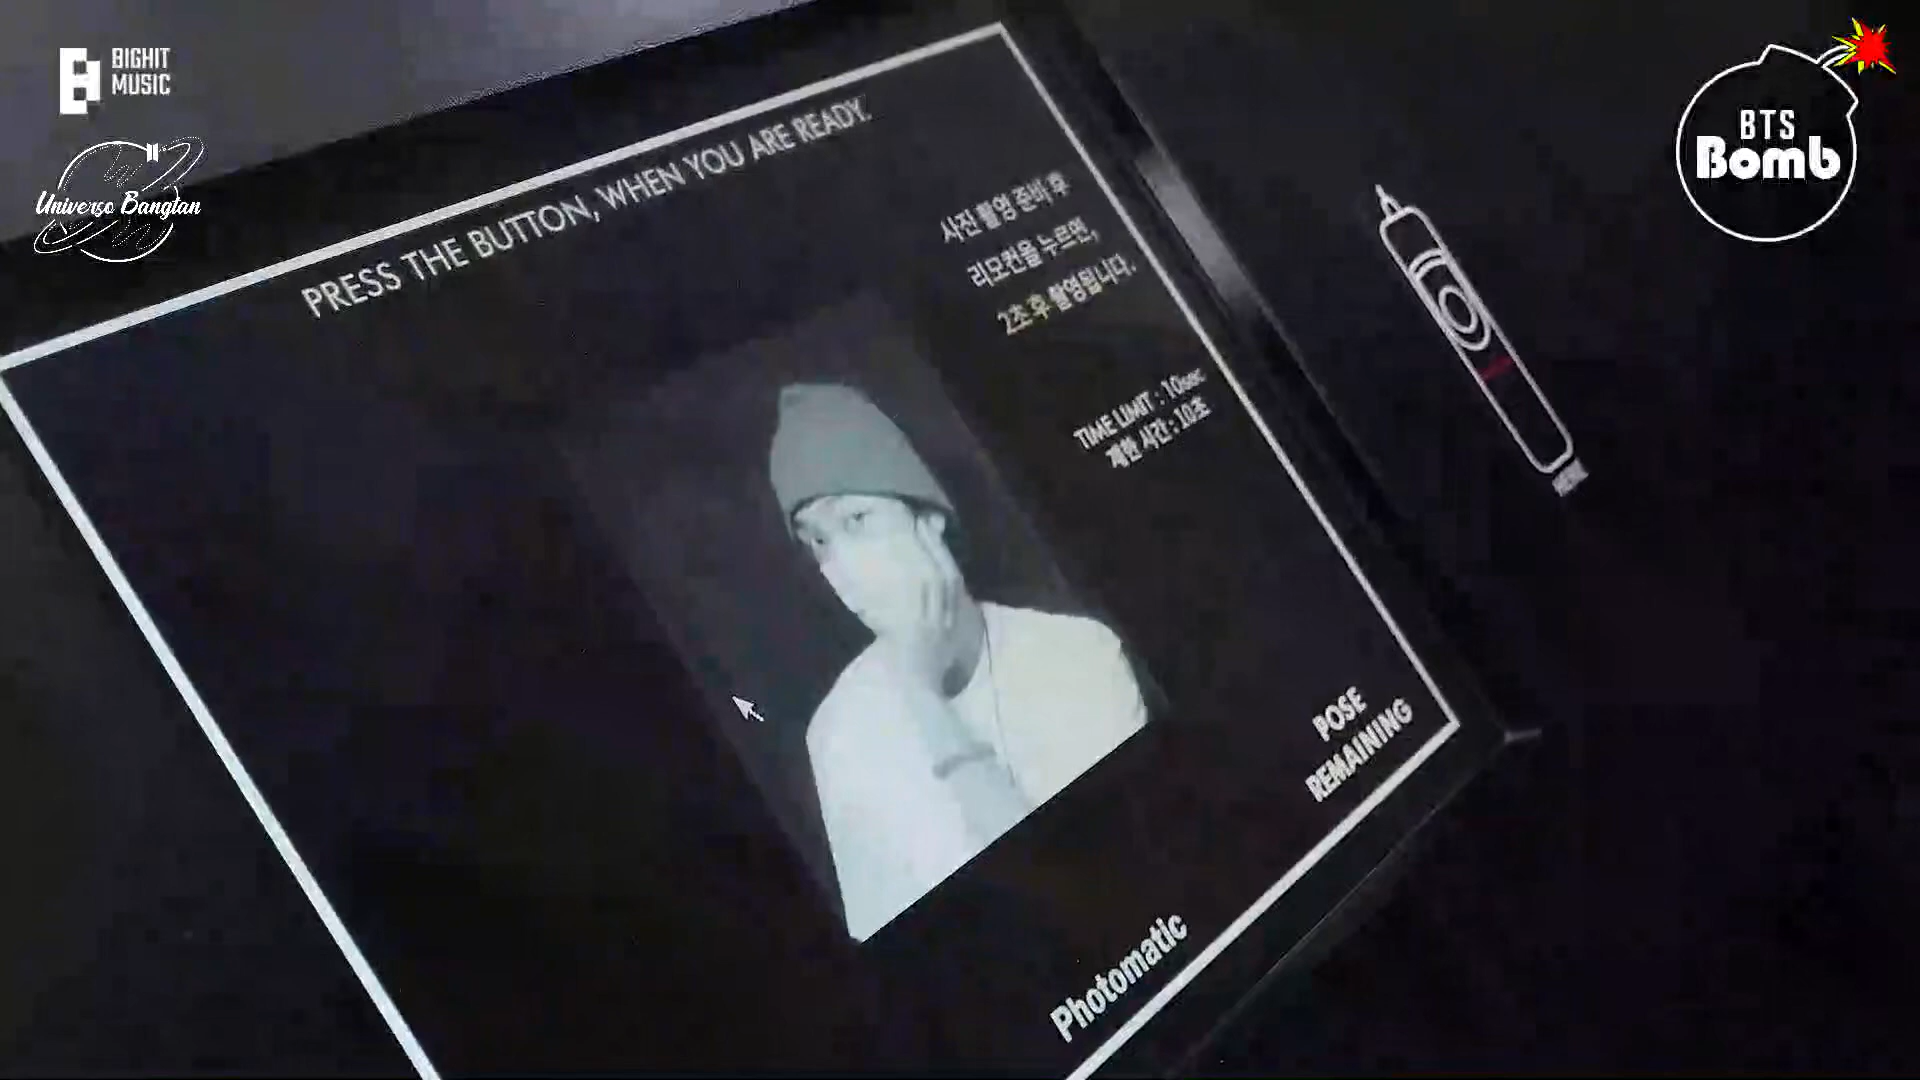 BIGHIT
MUSIC
Universo Bangtan
BTS
Bomb
PRESS THE BUTTON, WHEN YOU ARE READY.
사진 촬영 준비 후
리모컨을 누르면,
2초 후 촬영됩니다.
TIME LIMIT : 10sec
제한 시간 : 10초
POSE
REMAINING
Photomatic